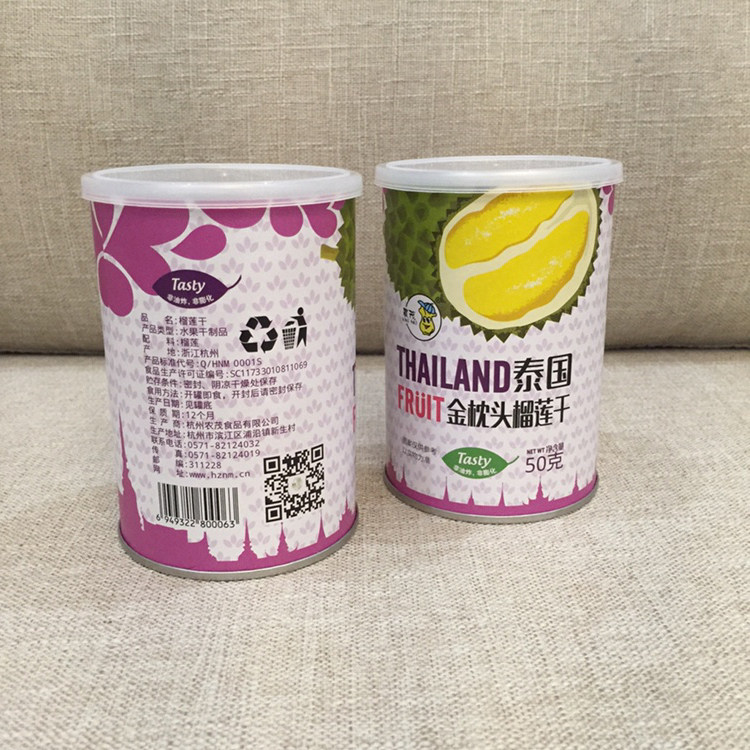 Tasty
非油炸,非膨化
品 名:榴莲干
产品类型:水果干制品
配 料:榴莲
产 地:浙江杭州
产品标准代号:Q/HNM 0001S
食品生产许可证编号:SC11733010811069
贮存条件:密封、阴凉干燥处保存
食用方法:开罐即食,开封后请密封保存
生产日期:见罐底
保 质 期:12个月
生 产 商:杭州农茂食品有限公司
生产地址:杭州市滨江区浦沿镇新生村
联系电话:0571-82124032
0571-82124019
邮 编:311228
网 址:www.hznm.cn
6 949322 800063
THAILAND泰国
FRÜIT金枕头榴莲干
图案仅供参考
Tasty
非油炸,非膨化
NET WT 净含量
50克